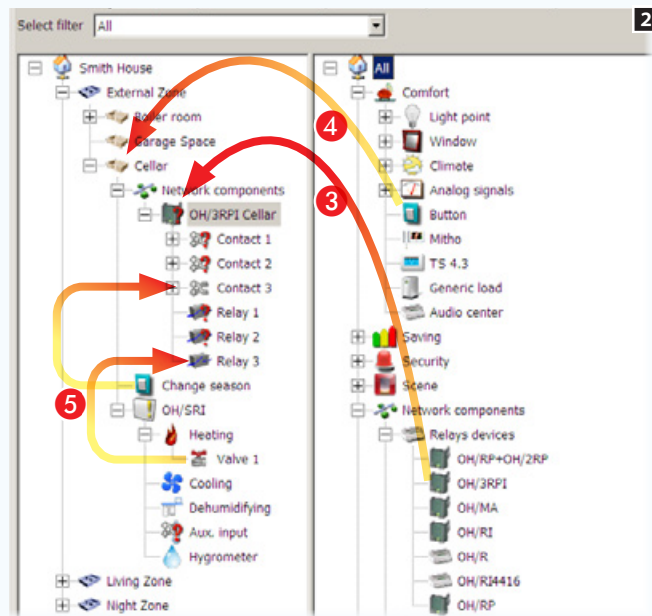 Select filter All
2
Smith House
External Zone
Boiler room
Garage Space
Cellar
Network components
OH/3RPI Cellar
Contact 1
Contact 2
Contact 3
Relay 1
Relay 2
Relay 3
Change season
OH/SRI
Heating
Valve 1
Cooling
Dehumidifying
Aux. input
Hygrometer
Living Zone
Night Zone
5
4
3
All
Comfort
Light point
Window
Climate
Analog signals
Button
Mitho
TS 4.3
Generic load
Audio center
Saving
Security
Scene
Network components
Relays devices
OH/RP+OH/2RP
OH/3RPI
OH/MA
OH/RI
OH/R
OH/RI4416
OH/RP